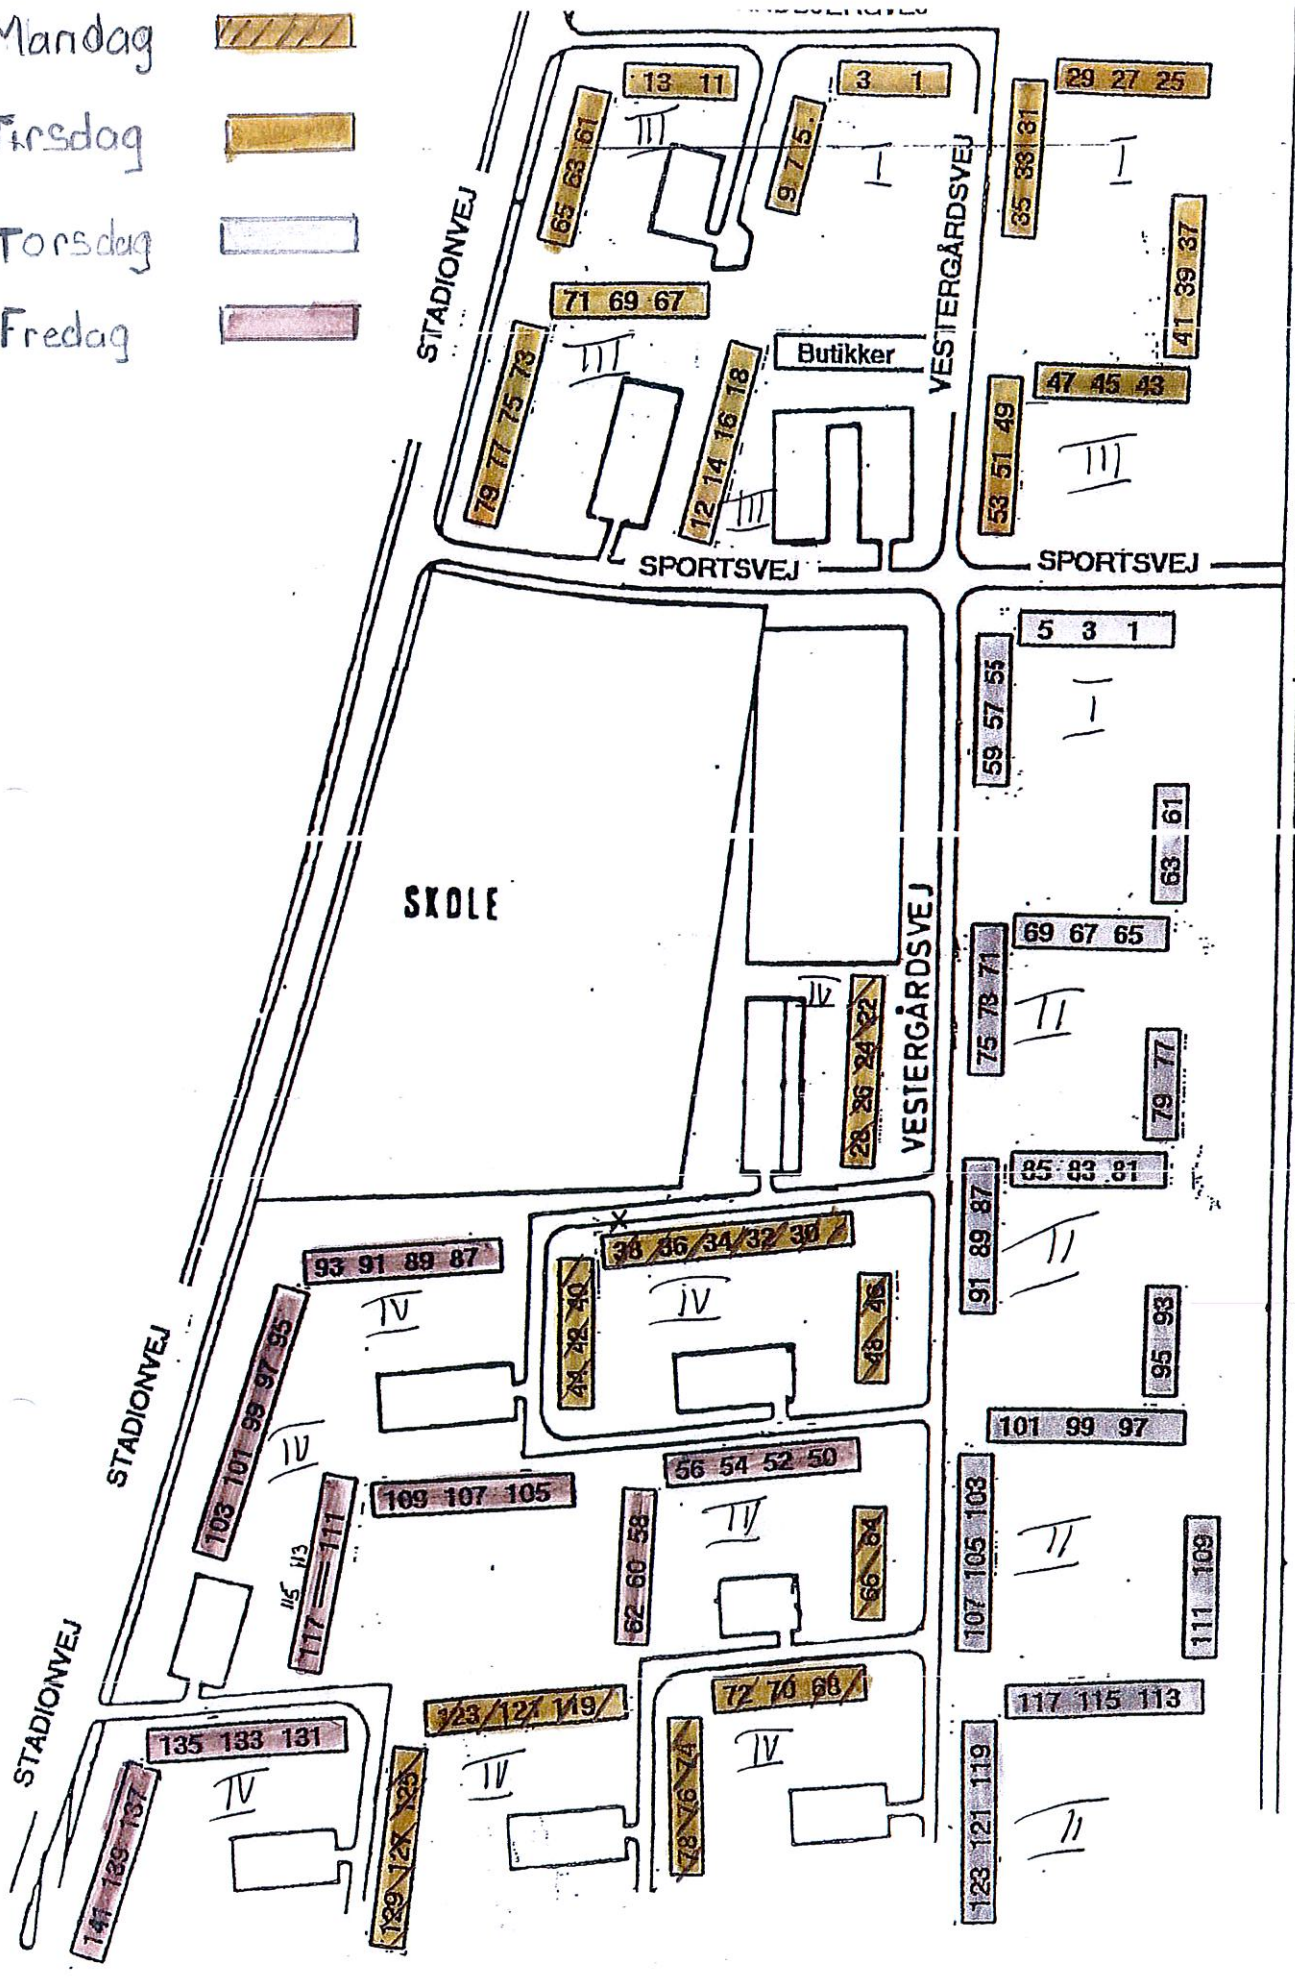 Mandag
Tirsdag
Torsdag
Fredag
13 11
3 1
29 27 25
65 63 61
III
9 7 5
I
35 33 31
I
STADIONVEJ
VESTERGÅRDSVEJ
41 39 37
71 69 67
III
Butikker
79 77 75 73
12 14 16 18
III
47 45 43
53 51 49
III
SPORTSVEJ
SPORTSVEJ
5 3 1
59 57 55
I
63 61
SKOLE
VESTERGÅRDSVEJ
69 67 65
75 73 71
II
IV
28 26 24 22
79 77
85 83 81
91 89 87
II
38 36 34 32 30
93 91 89 87
IV
44 42 40
IV
48 46
95 93
STADIONVEJ
103 101 99 97 95
IV
101 99 97
56 54 52 50
109 107 105
117 111
115 113
62 60 58
IV
66 64
107 105 103
II
111 109
STADIONVEJ
72 70 68
117 115 113
123 121 119
135 133 131
IV
IV
78 76 74
IV
123 121 119
II
141 139 137
129 127 125